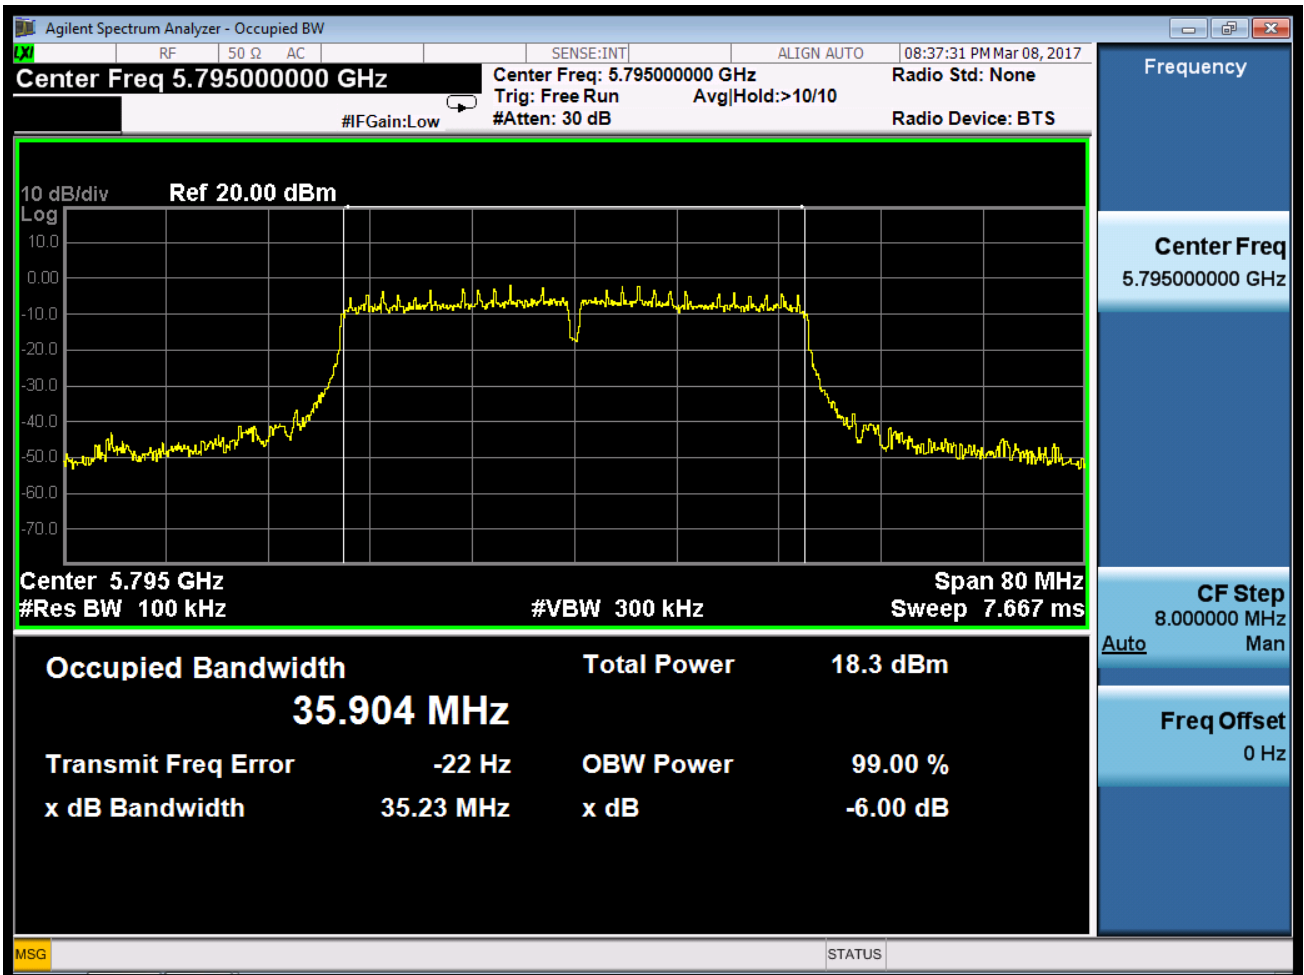 Agilent Spectrum Analyzer - Occupied BW
LXI RF 50 Ω AC SENSE:INT ALIGN AUTO 08:37:31 PM Mar 08, 2017
Center Freq 5.795000000 GHz
#IFGain:Low
Center Freq: 5.795000000 GHz
Trig: Free Run Avg|Hold:>10/10
#Atten: 30 dB
Radio Std: None
Radio Device: BTS
10 dB/div Ref 20.00 dBm
Log
10.0
0.00
-10.0
-20.0
-30.0
-40.0
-50.0
-60.0
-70.0
Center 5.795 GHz Span 80 MHz
#Res BW 100 kHz #VBW 300 kHz Sweep 7.667 ms
Occupied Bandwidth Total Power 18.3 dBm
35.904 MHz
Transmit Freq Error -22 Hz OBW Power 99.00 %
x dB Bandwidth 35.23 MHz x dB -6.00 dB
Frequency
Center Freq
5.795000000 GHz
CF Step
8.000000 MHz
Auto Man
Freq Offset
0 Hz
MSG STATUS